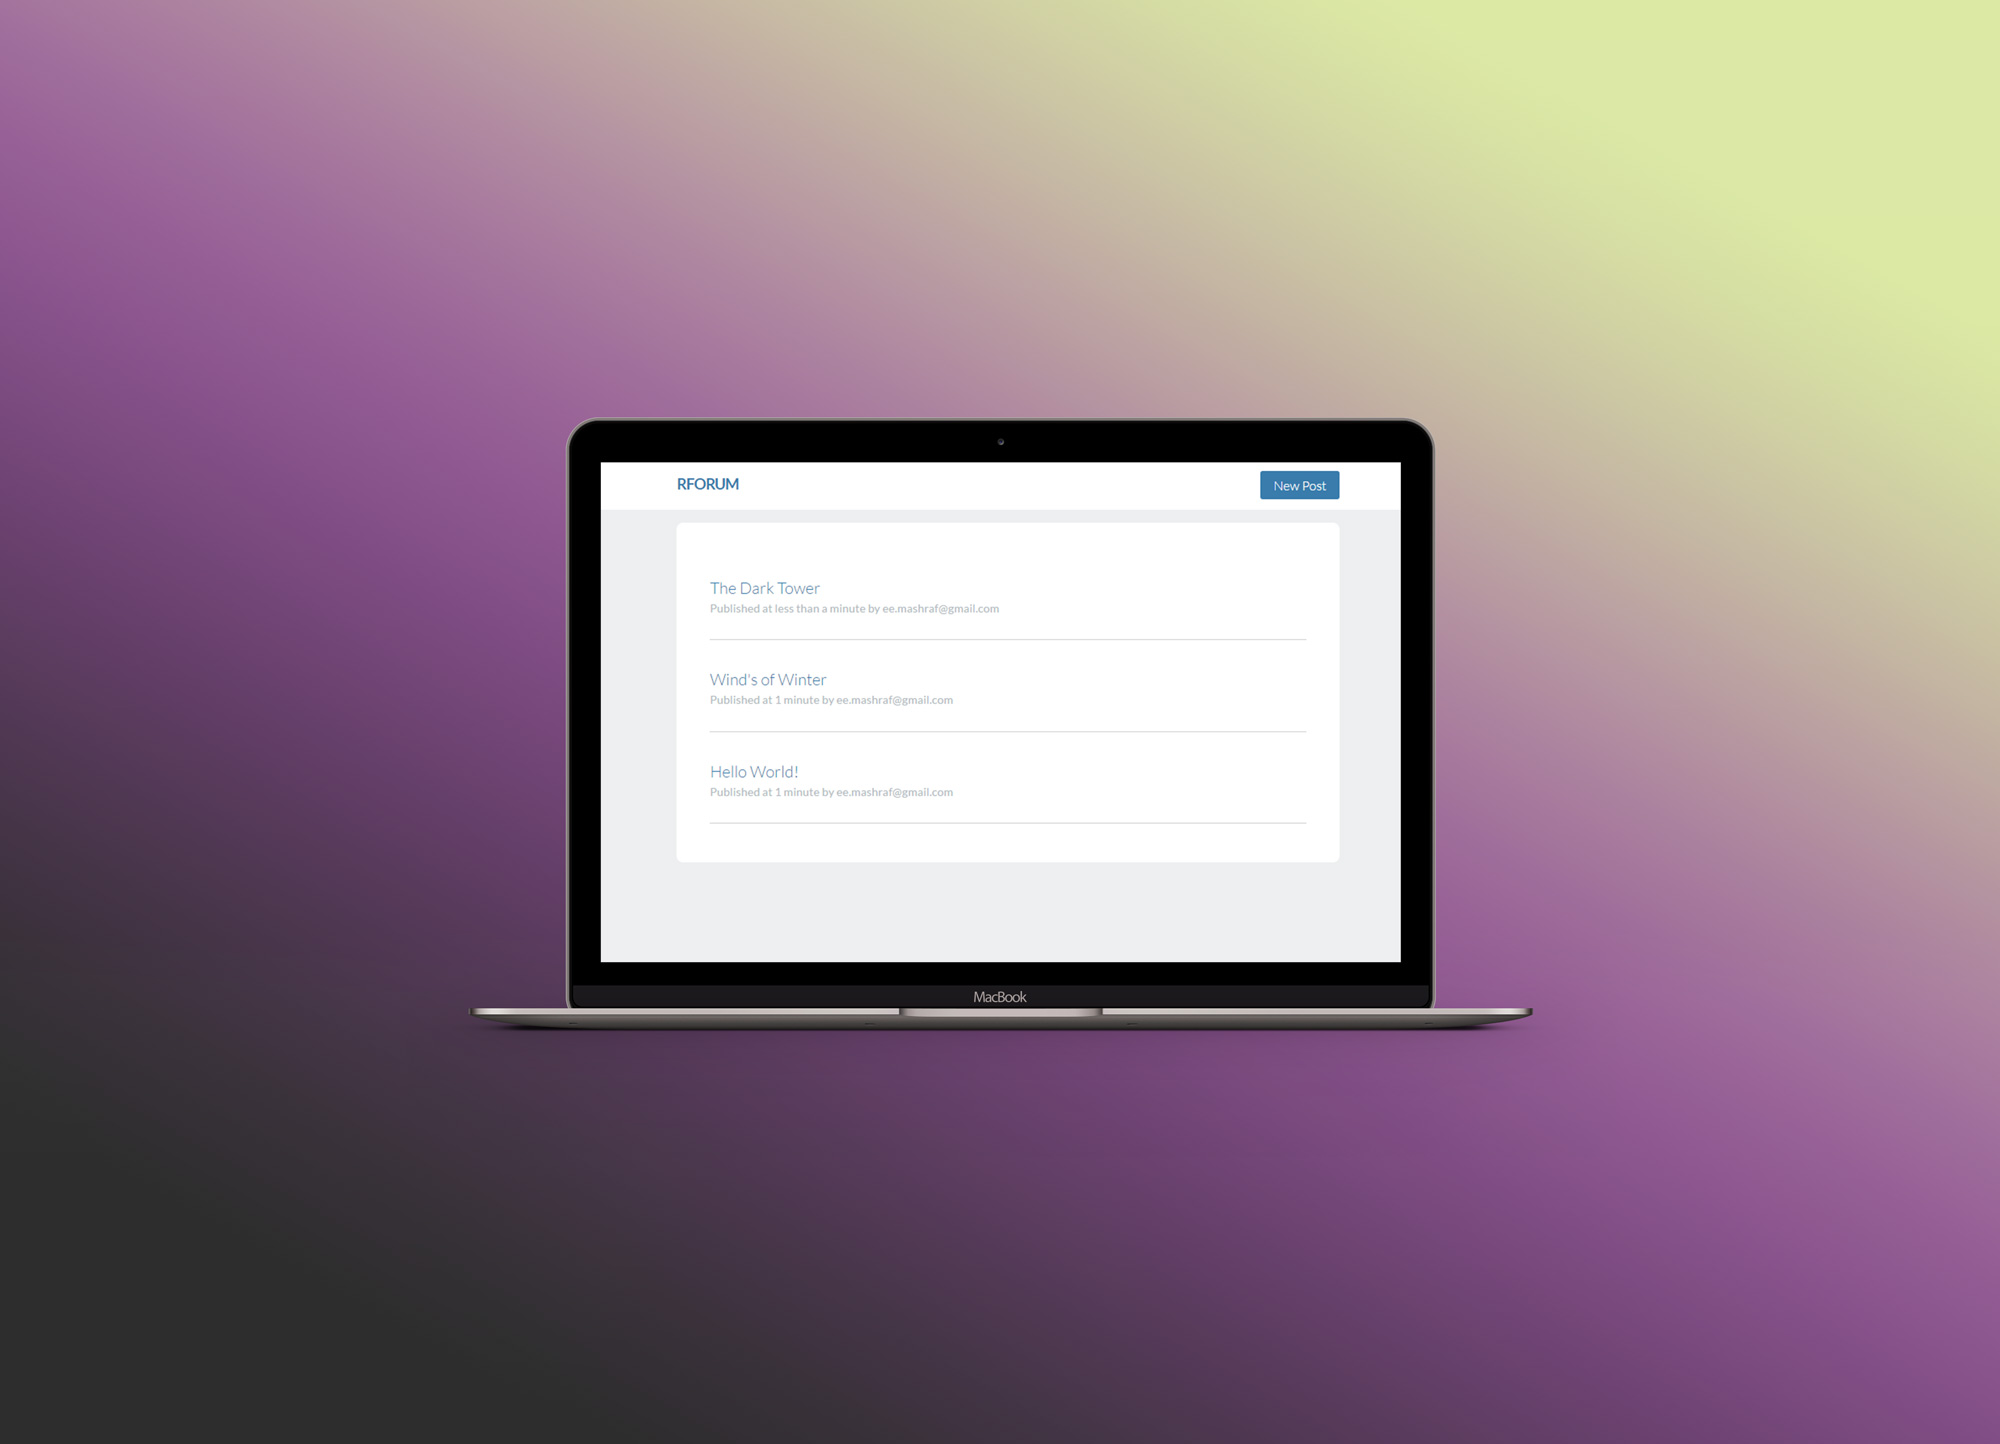 RFORUM
New Post
The Dark Tower
Published at less than a minute by ee.mashraf@gmail.com
Wind's of Winter
Published at 1 minute by ee.mashraf@gmail.com
Hello World!
Published at 1 minute by ee.mashraf@gmail.com
MacBook